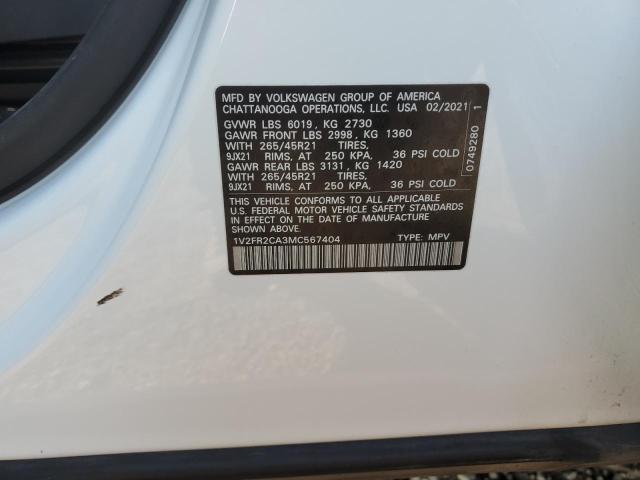 MFD BY VOLKSWAGEN GROUP OF AMERICA
CHATTANOOGA OPERATIONS, LLC. USA 02/2021
GVWR LBS 6019, KG 2730
GAWR FRONT LBS 2998, KG 1360
WITH 265/45R21 TIRES,
9JX21 RIMS, AT 250 KPA, 36 PSI COLD
GAWR REAR LBS 3131, KG 1420
WITH 265/45R21 TIRES,
9JX21 RIMS, AT 250 KPA, 36 PSI COLD
THIS VEHICLE CONFORMS TO ALL APPLICABLE
U.S. FEDERAL MOTOR VEHICLE SAFETY STANDARDS
IN EFFECT ON THE DATE OF MANUFACTURE
SHOWN ABOVE.
1V2FR2CA3MC567404 TYPE: MPV
0749280 1